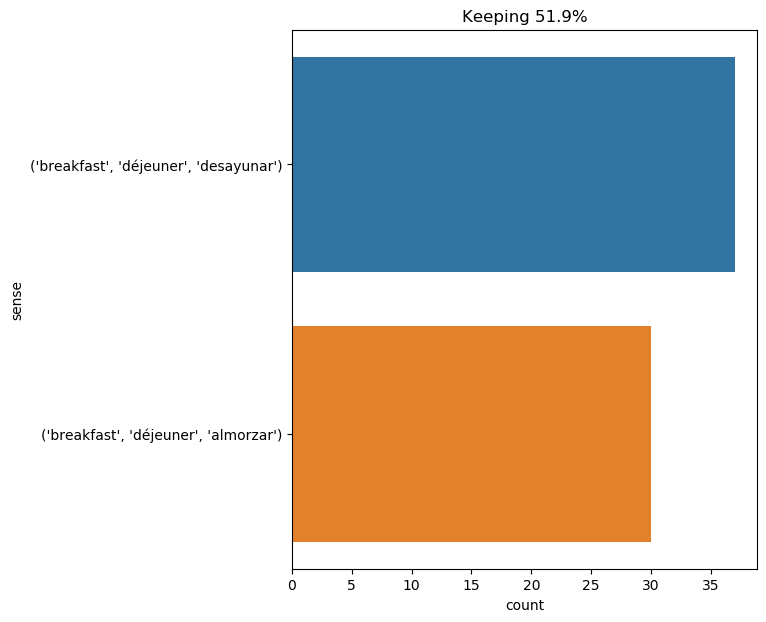 Keeping 51.9%
('breakfast', 'déjeuner', 'desayunar')
('breakfast', 'déjeuner', 'almorzar')
sense
0 5 10 15 20 25 30 35
count